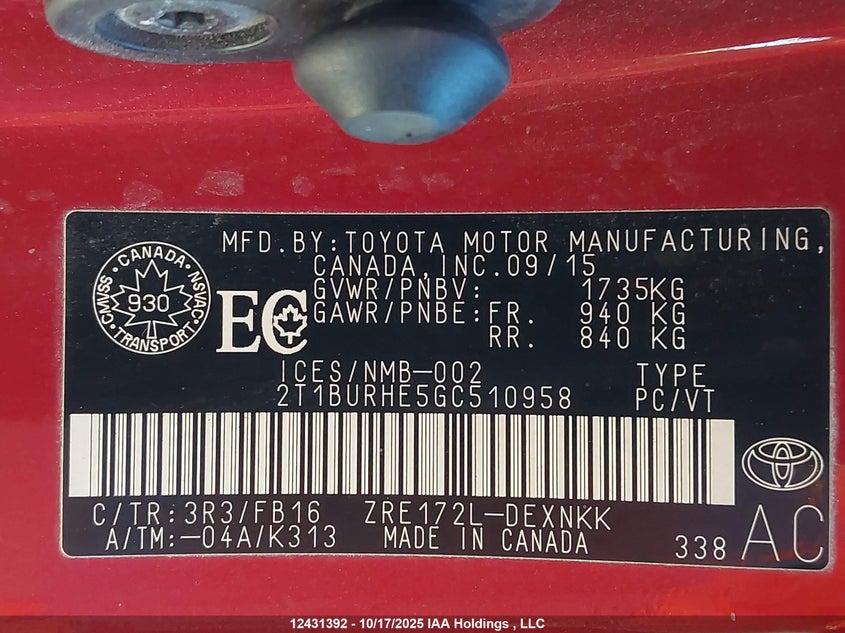 MFD.BY:TOYOTA MOTOR MANUFACTURING,
CANADA,INC.09/15
GVWR/PNBV: 1735KG
GAWR/PNBE:FR. 940 KG
RR. 840 KG
CANADA · NSVAC · TRANSPORT · CMVSS ·
930
EC
ICES/NMB-002 TYPE
2T1BURHE5GC510958 PC/VT
C/TR:3R3/FB16 ZRE172L-DEXNKK
A/TM:-04A/K313 MADE IN CANADA 338 AC
12431392 - 10/17/2025 IAA Holdings , LLC